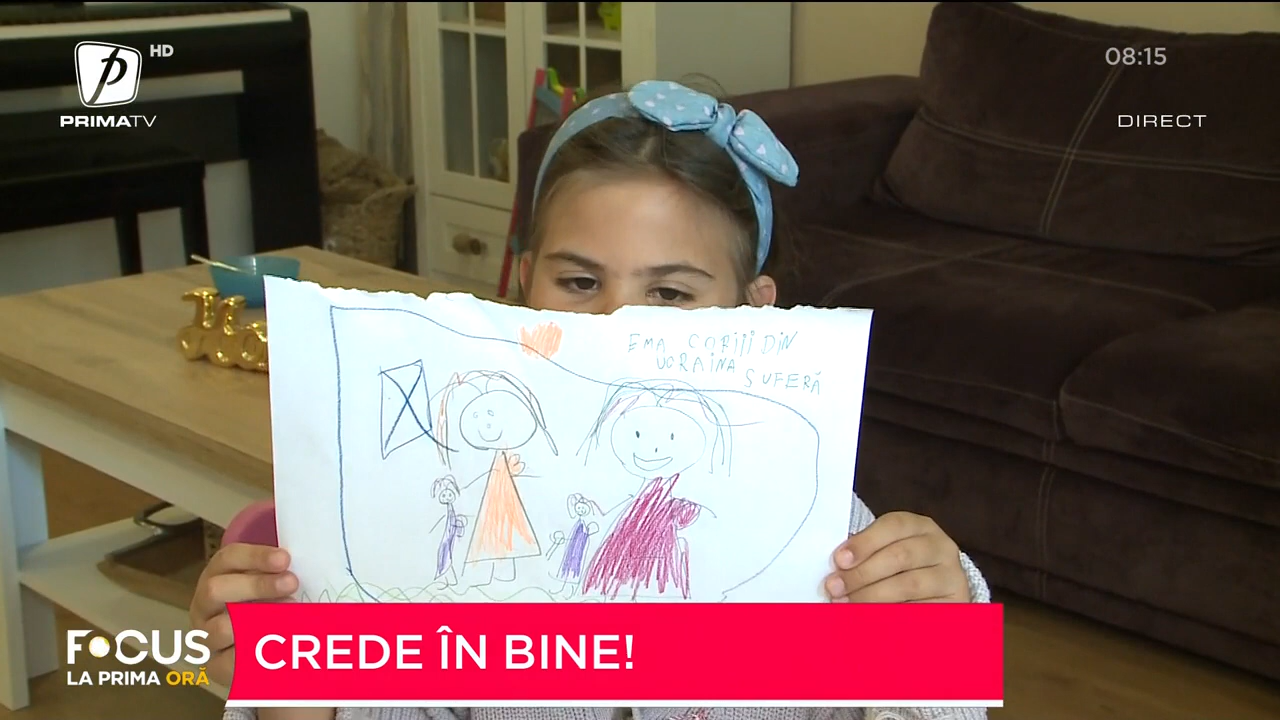 PRIMATV HD
08:15
DIRECT
EMA COPIII DIN
UCRAINA
SUFERĂ
FOCUS
LA PRIMA ORĂ
CREDE ÎN BINE!